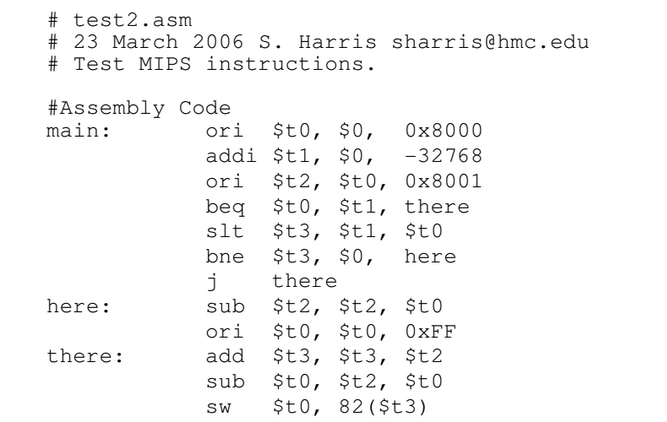 # test2.asm
# 23 March 2006 S. Harris sharris@hmc.edu
# Test MIPS instructions.
#Assembly Code
main: ori $t0, $0, 0x8000
addi $t1, $0, -32768
ori $t2, $t0, 0x8001
beq $t0, $t1, there
slt $t3, $t1, $t0
bne $t3, $0, here
j there
here: sub $t2, $t2, $t0
ori $t0, $t0, 0xFF
there: add $t3, $t3, $t2
sub $t0, $t2, $t0
sw $t0, 82($t3)